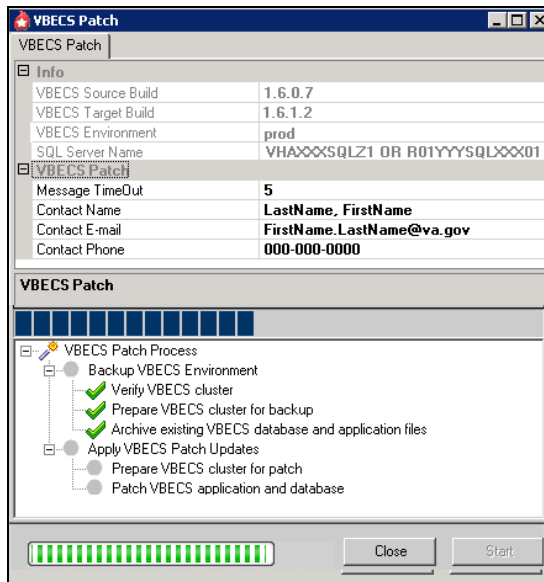 VBECS Patch
VBECS Patch
Info
VBECS Source Build 1.6.0.7
VBECS Target Build 1.6.1.2
VBECS Environment prod
SQL Server Name VHAXXXSQLZ1 OR R01YYYSQLXXX01
VBECS Patch
Message TimeOut 5
Contact Name LastName, FirstName
Contact E-mail FirstName.LastName@va.gov
Contact Phone 000-000-0000
VBECS Patch
VBECS Patch Process
Backup VBECS Environment
Verify VBECS cluster
Prepare VBECS cluster for backup
Archive existing VBECS database and application files
Apply VBECS Patch Updates
Prepare VBECS cluster for patch
Patch VBECS application and database
Close Start